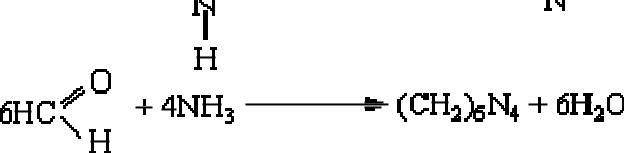 N N
H
O
6HC + 4NH₃ → (CH₂)₆N₄ + 6H₂O
H